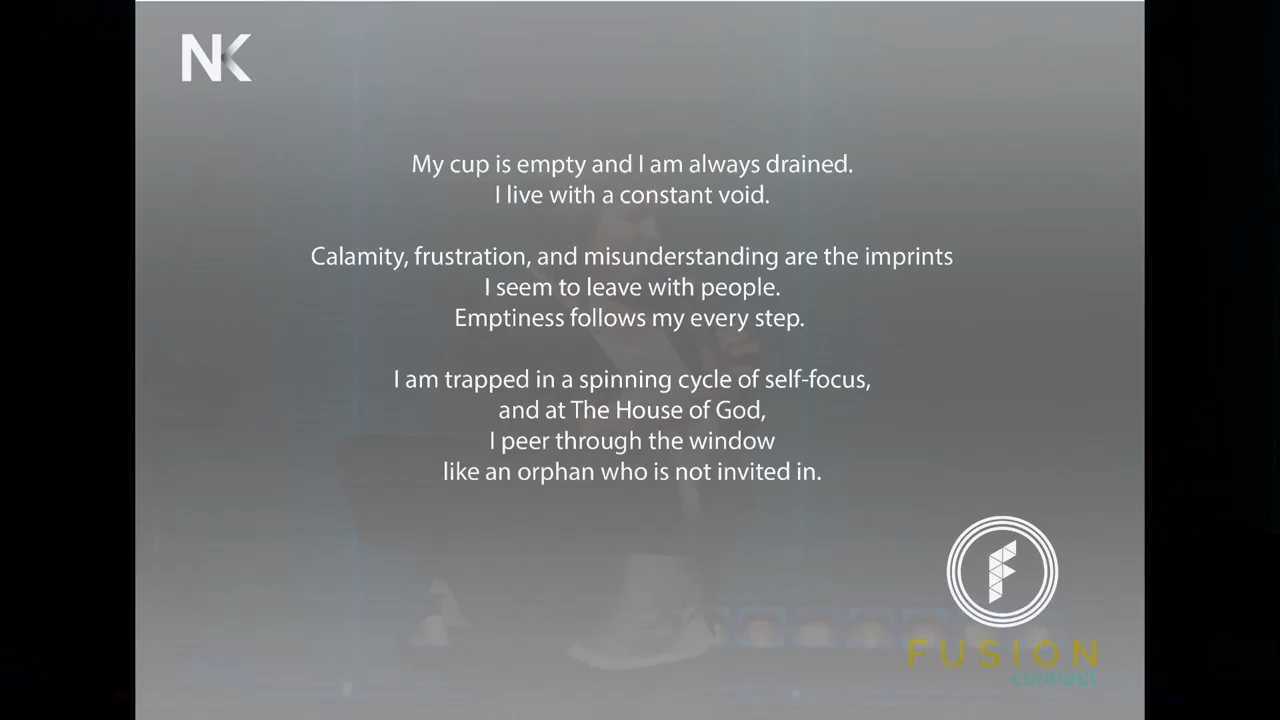 NK
My cup is empty and I am always drained.
I live with a constant void.
Calamity, frustration, and misunderstanding are the imprints
I seem to leave with people.
Emptiness follows my every step.
I am trapped in a spinning cycle of self-focus,
and at The House of God,
I peer through the window
like an orphan who is not invited in.
F
FUSION
connect